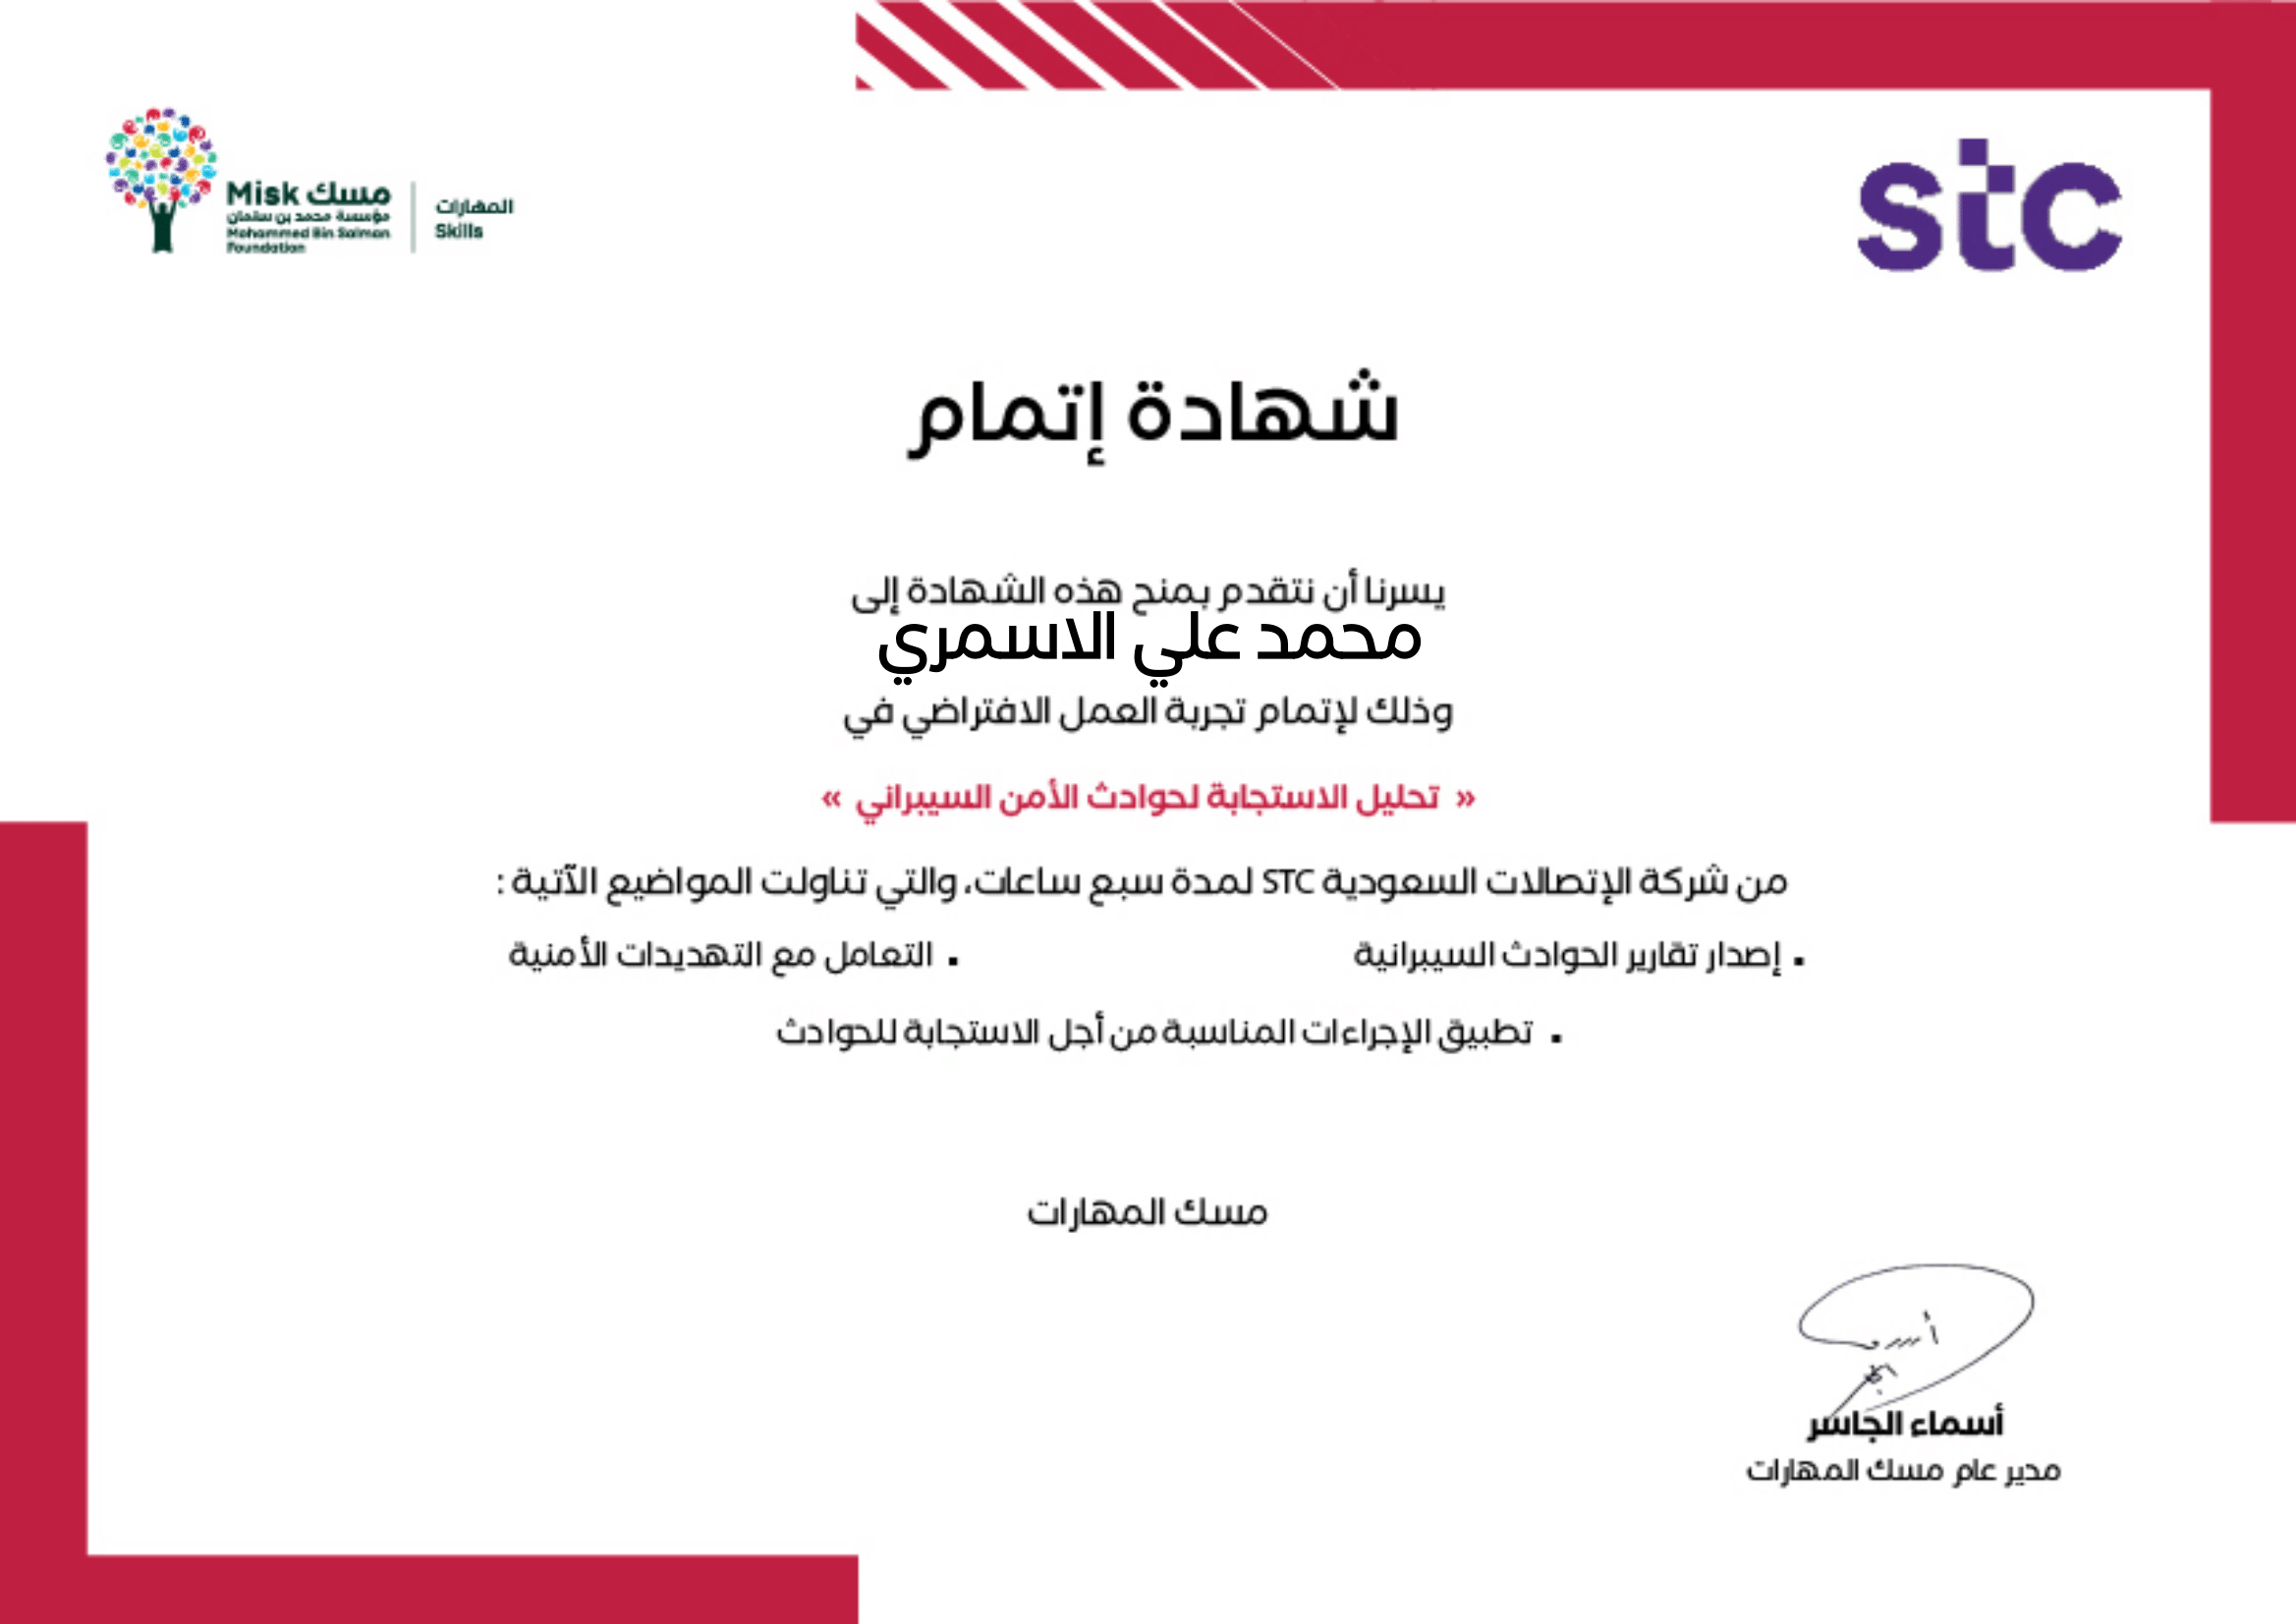 Misk مسك
مؤسسة محمد بن سلمان
Mohammed Bin Salman
Foundation
المهارات
Skills
stc
شهادة إتمام
يسرنا أن نتقدم بمنح هذه الشهادة إلى
محمد علي الاسمري
وذلك لإتمام تجربة العمل الافتراضي في
« تحليل الاستجابة لحوادث الأمن السيبراني »
من شركة الإتصالات السعودية STC لمدة سبع ساعات، والتي تناولت المواضيع الآتية :
▪ إصدار تقارير الحوادث السيبرانية
▪ التعامل مع التهديدات الأمنية
▪ تطبيق الإجراءات المناسبة من أجل الاستجابة للحوادث
مسك المهارات
أسماء الجاسر
مدير عام مسك المهارات